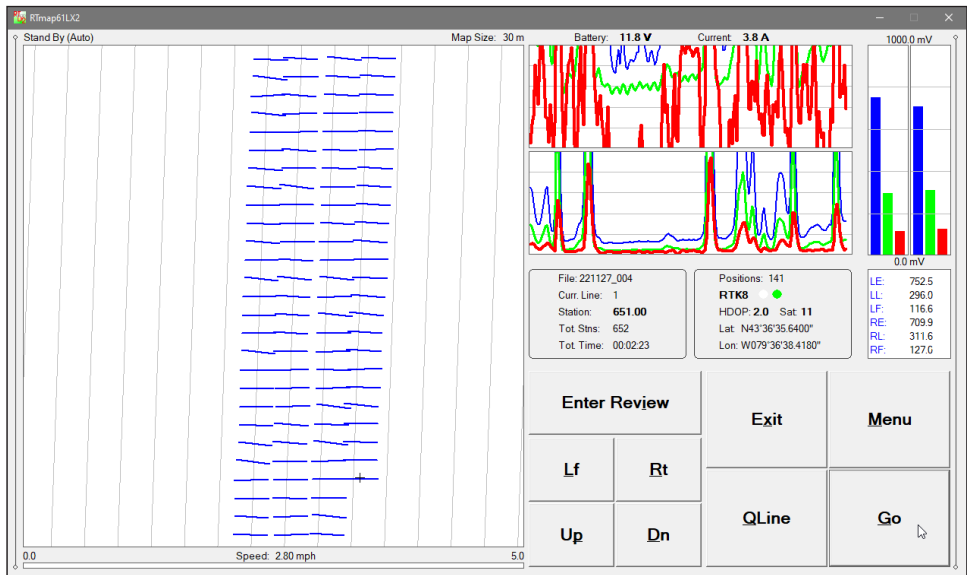 RTmap61LX2
Stand By (Auto)
Map Size: 30 m
0.0
Speed: 2.80 mph
5.0
Battery: 11.8 V
Current: 3.8 A
1000.0 mV
0.0 mV
File: 221127_004
Curr. Line: 1
Station: 651.00
Tot. Stns: 652
Tot. Time: 00:02:23
Positions: 141
RTK8
HDOP: 2.0 Sat: 11
Lat: N43°36'35.6400"
Lon: W079°36'38.4180"
LE: 752.5
LL: 296.0
LF: 116.6
RE: 709.9
RL: 311.6
RF: 127.0
Enter Review
Exit
Menu
Lf
Rt
Up
Dn
QLine
Go